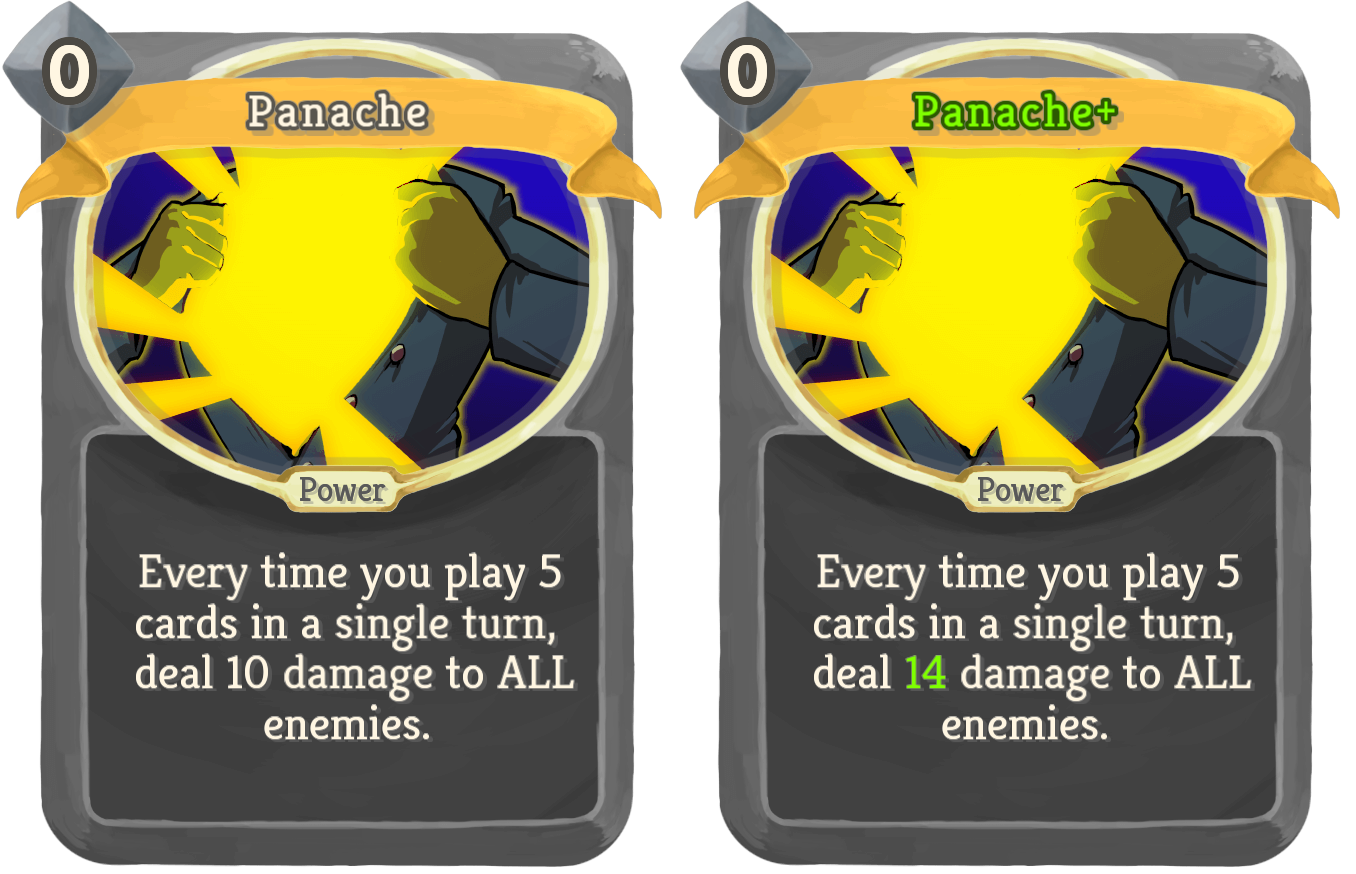 0
Panache
Power
Every time you play 5
cards in a single turn,
deal 10 damage to ALL
enemies.
0
Panache+
Power
Every time you play 5
cards in a single turn,
deal 14 damage to ALL
enemies.